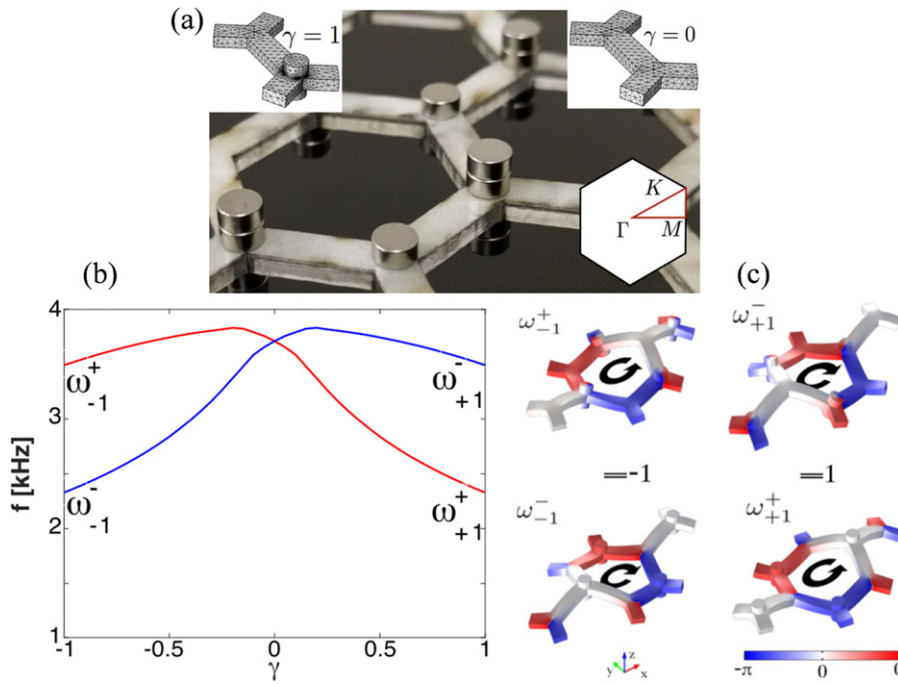 (a)
γ = 1
γ = 0
K
Γ
M
(b)
(c)
4
3
2
1
f [kHz]
-1
-0.5
0
0.5
1
γ
ω⁺₋₁
ω⁻₊₁
ω⁻₋₁
ω⁺₊₁
ω⁺₋₁
ω⁻₊₁
=-1
=1
ω⁻₋₁
ω⁺₊₁
z
y
x
-π
0
0